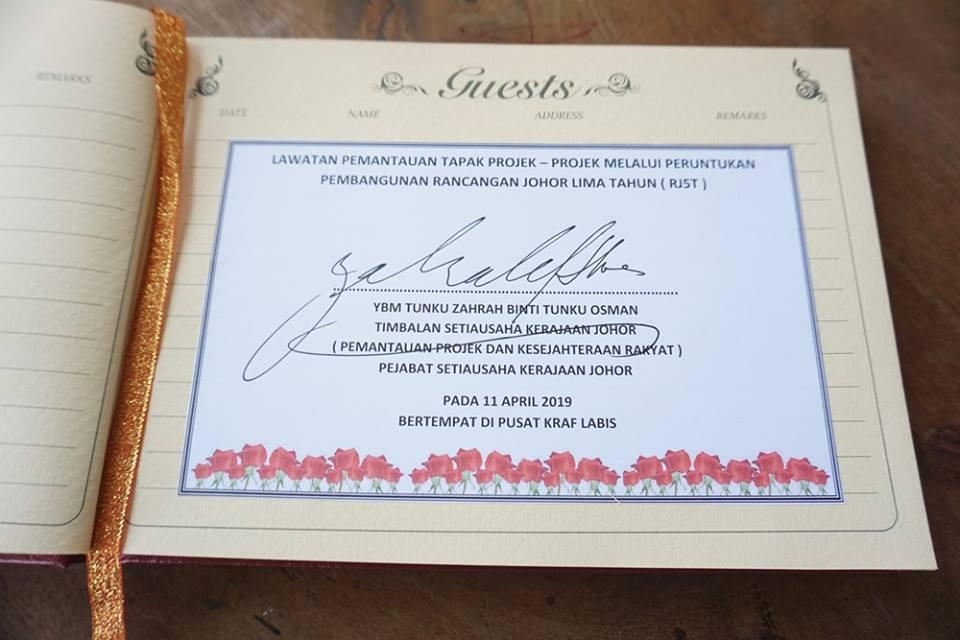 REMARKS
Guests
DATE NAME ADDRESS REMARKS
LAWATAN PEMANTAUAN TAPAK PROJEK – PROJEK MELALUI PERUNTUKAN
PEMBANGUNAN RANCANGAN JOHOR LIMA TAHUN ( RJ5T )
YBM TUNKU ZAHRAH BINTI TUNKU OSMAN
TIMBALAN SETIAUSAHA KERAJAAN JOHOR
( PEMANTAUAN PROJEK DAN KESEJAHTERAAN RAKYAT )
PEJABAT SETIAUSAHA KERAJAAN JOHOR
PADA 11 APRIL 2019
BERTEMPAT DI PUSAT KRAF LABIS